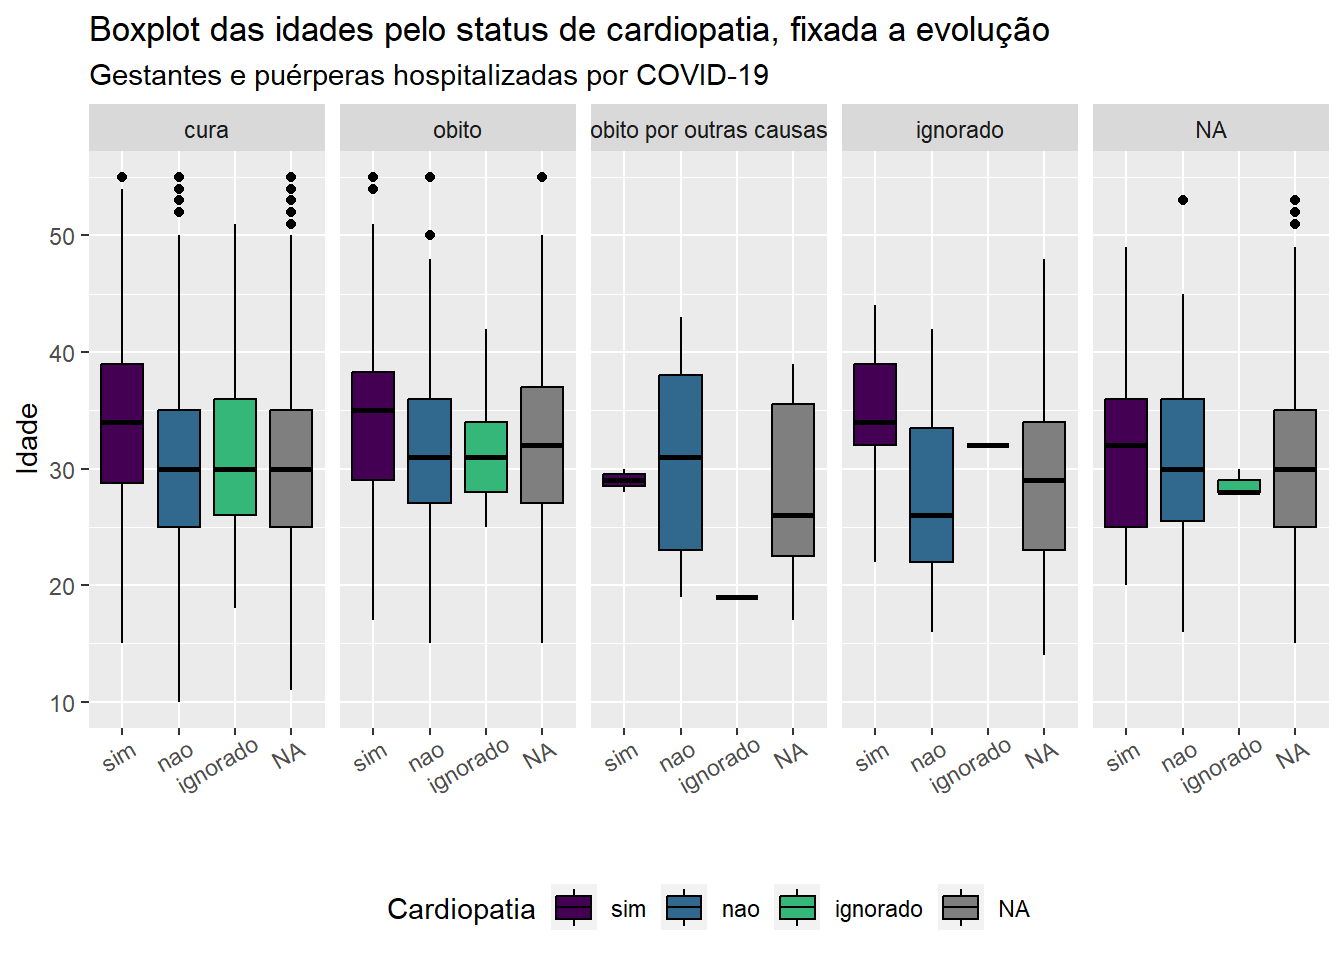 Boxplot das idades pelo status de cardiopatia, fixada a evolução
Gestantes e puérperas hospitalizadas por COVID-19
cura obito obito por outras causas ignorado NA
Idade
50
40
30
20
10
sim nao ignorado NA sim nao ignorado NA sim nao ignorado NA sim nao ignorado NA sim nao ignorado NA
Cardiopatia sim nao ignorado NA